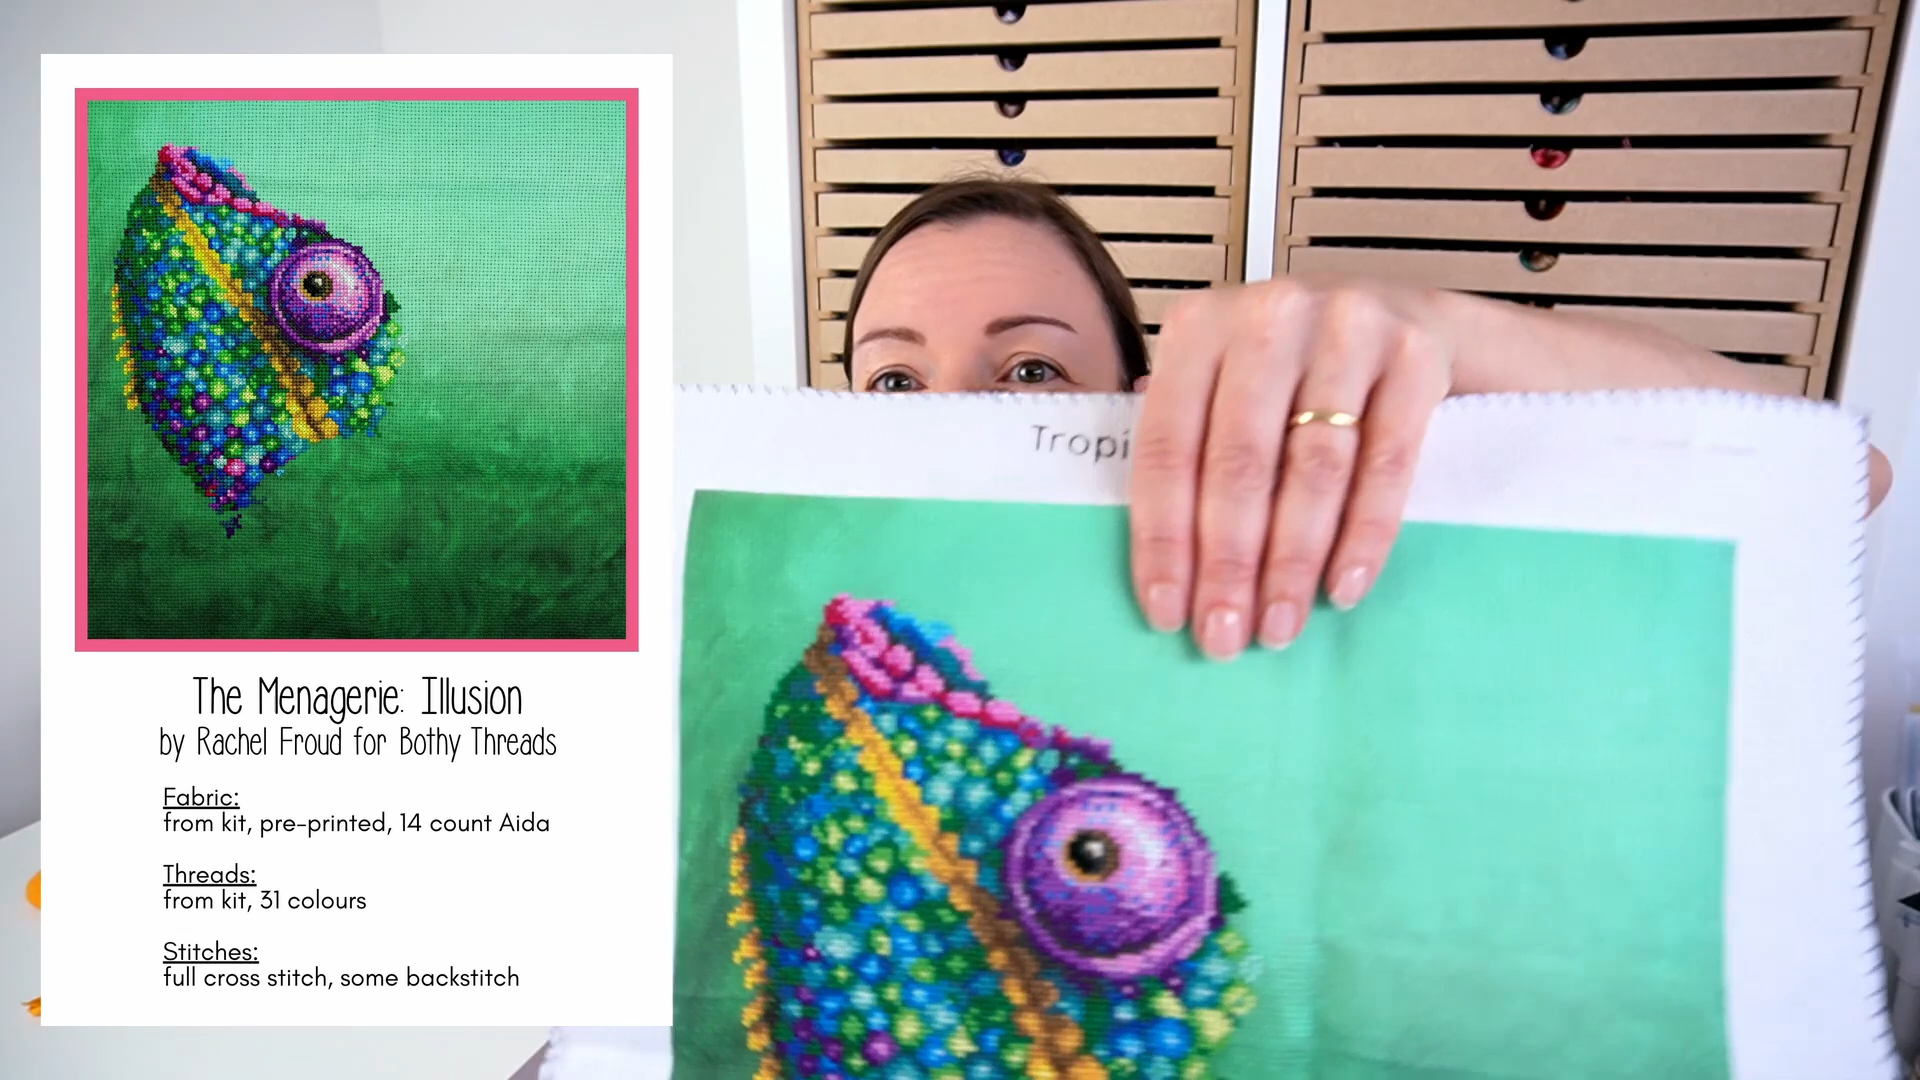 The Menagerie: Illusion
by Rachel Froud for Bothy Threads
Fabric:
from kit, pre-printed, 14 count Aida
Threads:
from kit, 31 colours
Stitches:
full cross stitch, some backstitch
Tropi